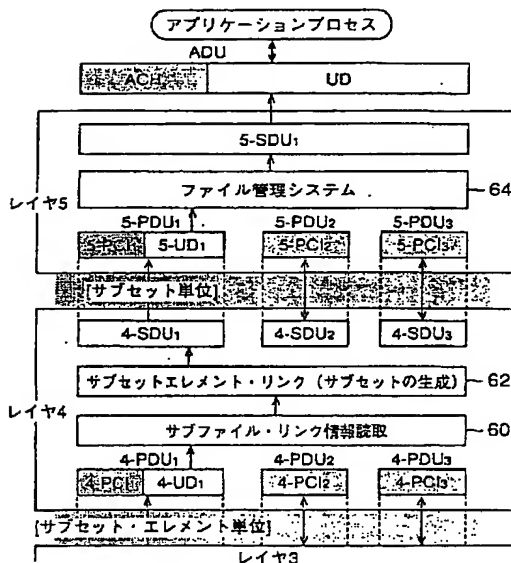 アプリケーションプロセス
ADU
ACH UD
5-SDU1
ファイル管理システム 64
レイヤ5
5-PDU1 5-PDU2 5-PDU3
5-PCI1 5-UD1 5-PCI2 5-PCI3
[サブセット単位]
4-SDU1 4-SDU2 4-SDU3
サブセットエレメント・リンク (サブセットの生成) 62
レイヤ4
サブファイル・リンク情報読取 60
4-PDU1 4-PDU2 4-PDU3
4-PCI 4-UD1 4-PCI2 4-PCI3
[サブセット・エレメント単位]
レイヤ3